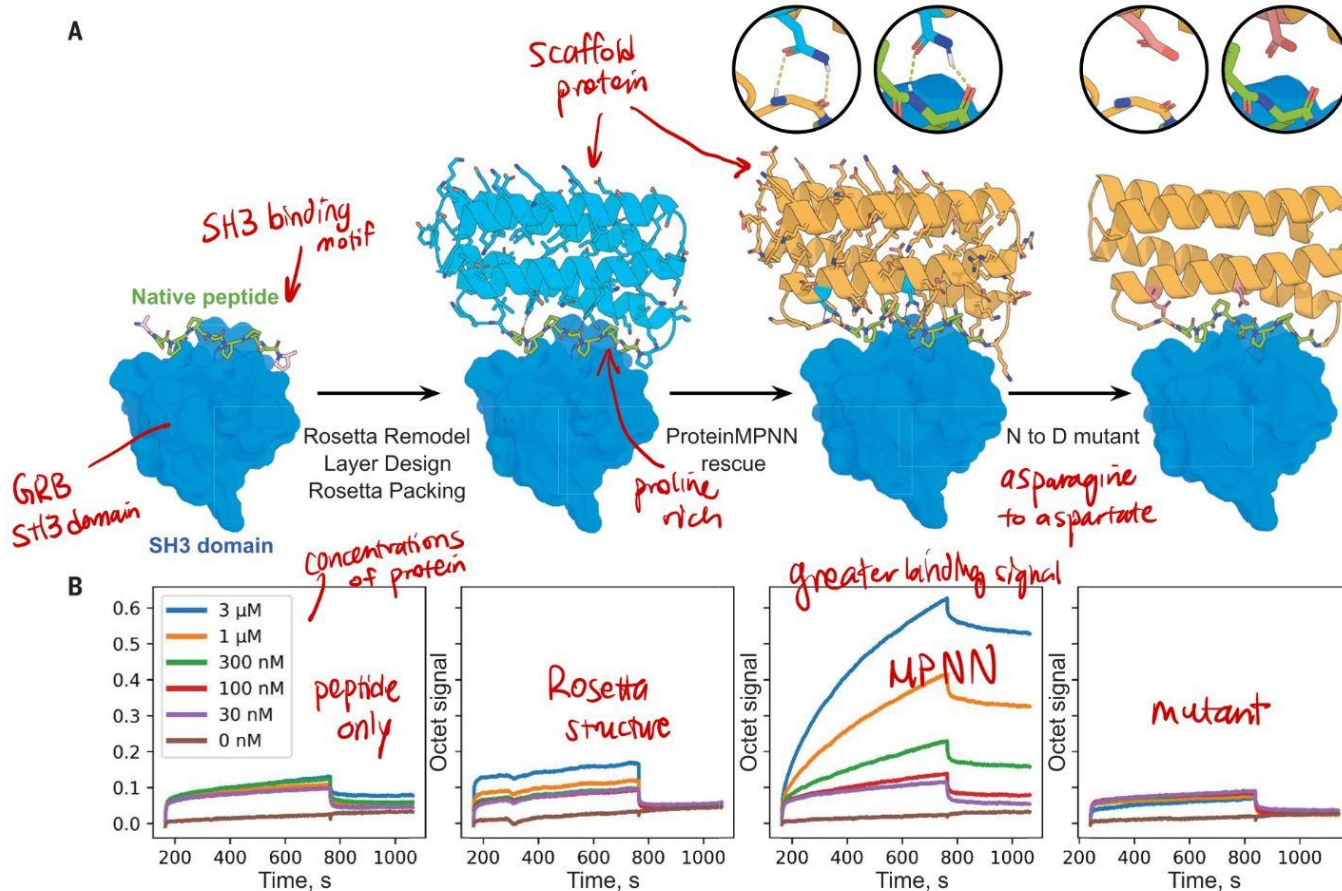 A
scaffold
protein
SH3 binding
motif
Native peptide
GRB
SH3 domain
SH3 domain
Rosetta Remodel
Layer Design
Rosetta Packing
proline
rich
ProteinMPNN
rescue
N to D mutant
asparagine
to aspartate
B
concentrations
of protein
greater binding signal
0.6
0.5
0.4
0.3
0.2
0.1
0.0
3 μM
1 μM
300 nM
100 nM
30 nM
0 nM
peptide
only
200 400 600 800 1000
Time, s
Octet signal
Rosetta
structure
200 400 600 800 1000
Time, s
Octet signal
MPNN
200 400 600 800 1000
Time, s
Octet signal
mutant
400 600 800 1000
Time, s